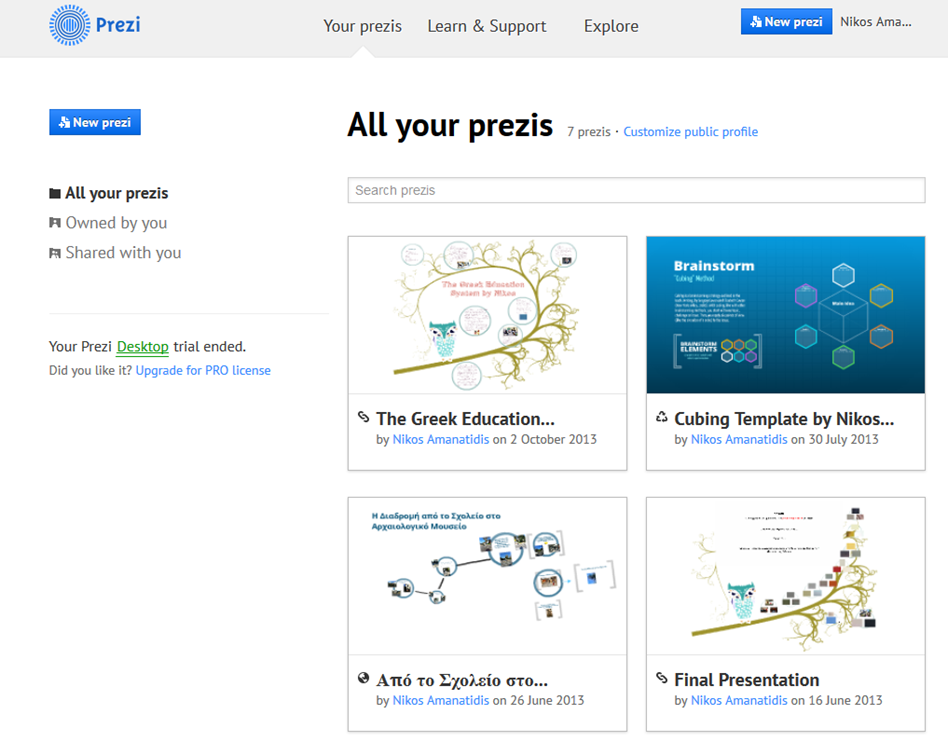 Prezi
Your prezis
Learn & Support
Explore
New prezi
Nikos Ama...
New prezi
All your prezis
Owned by you
Shared with you
Your Prezi Desktop trial ended.
Did you like it? Upgrade for PRO license
All your prezis
7 prezis · Customize public profile
Search prezis
The Greek Education
System by Nikos
The Greek Education...
by Nikos Amanatidis on 2 October 2013
Brainstorm
"Cubing" Method
BRAINSTORM
ELEMENTS
Main idea
Cubing Template by Nikos...
by Nikos Amanatidis on 30 July 2013
Η Διαδρομή από το Σχολείο στο
Αρχαιολογικό Μουσείο
Από το Σχολείο στο...
by Nikos Amanatidis on 26 June 2013
Final Presentation
by Nikos Amanatidis on 16 June 2013